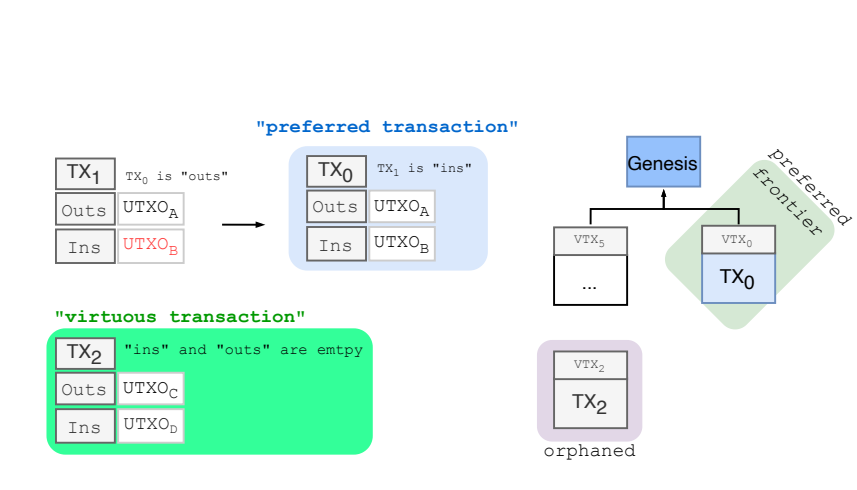 "preferred transaction"
TX1 TX0 is "outs"
Outs UTXOA
Ins UTXOB
TX0 TX1 is "ins"
Outs UTXOA
Ins UTXOB
"virtuous transaction"
TX2 "ins" and "outs" are emtpy
Outs UTXOC
Ins UTXOD
Genesis
preferred
frontier
VTX5
...
VTX0
TX0
VTX2
TX2
orphaned